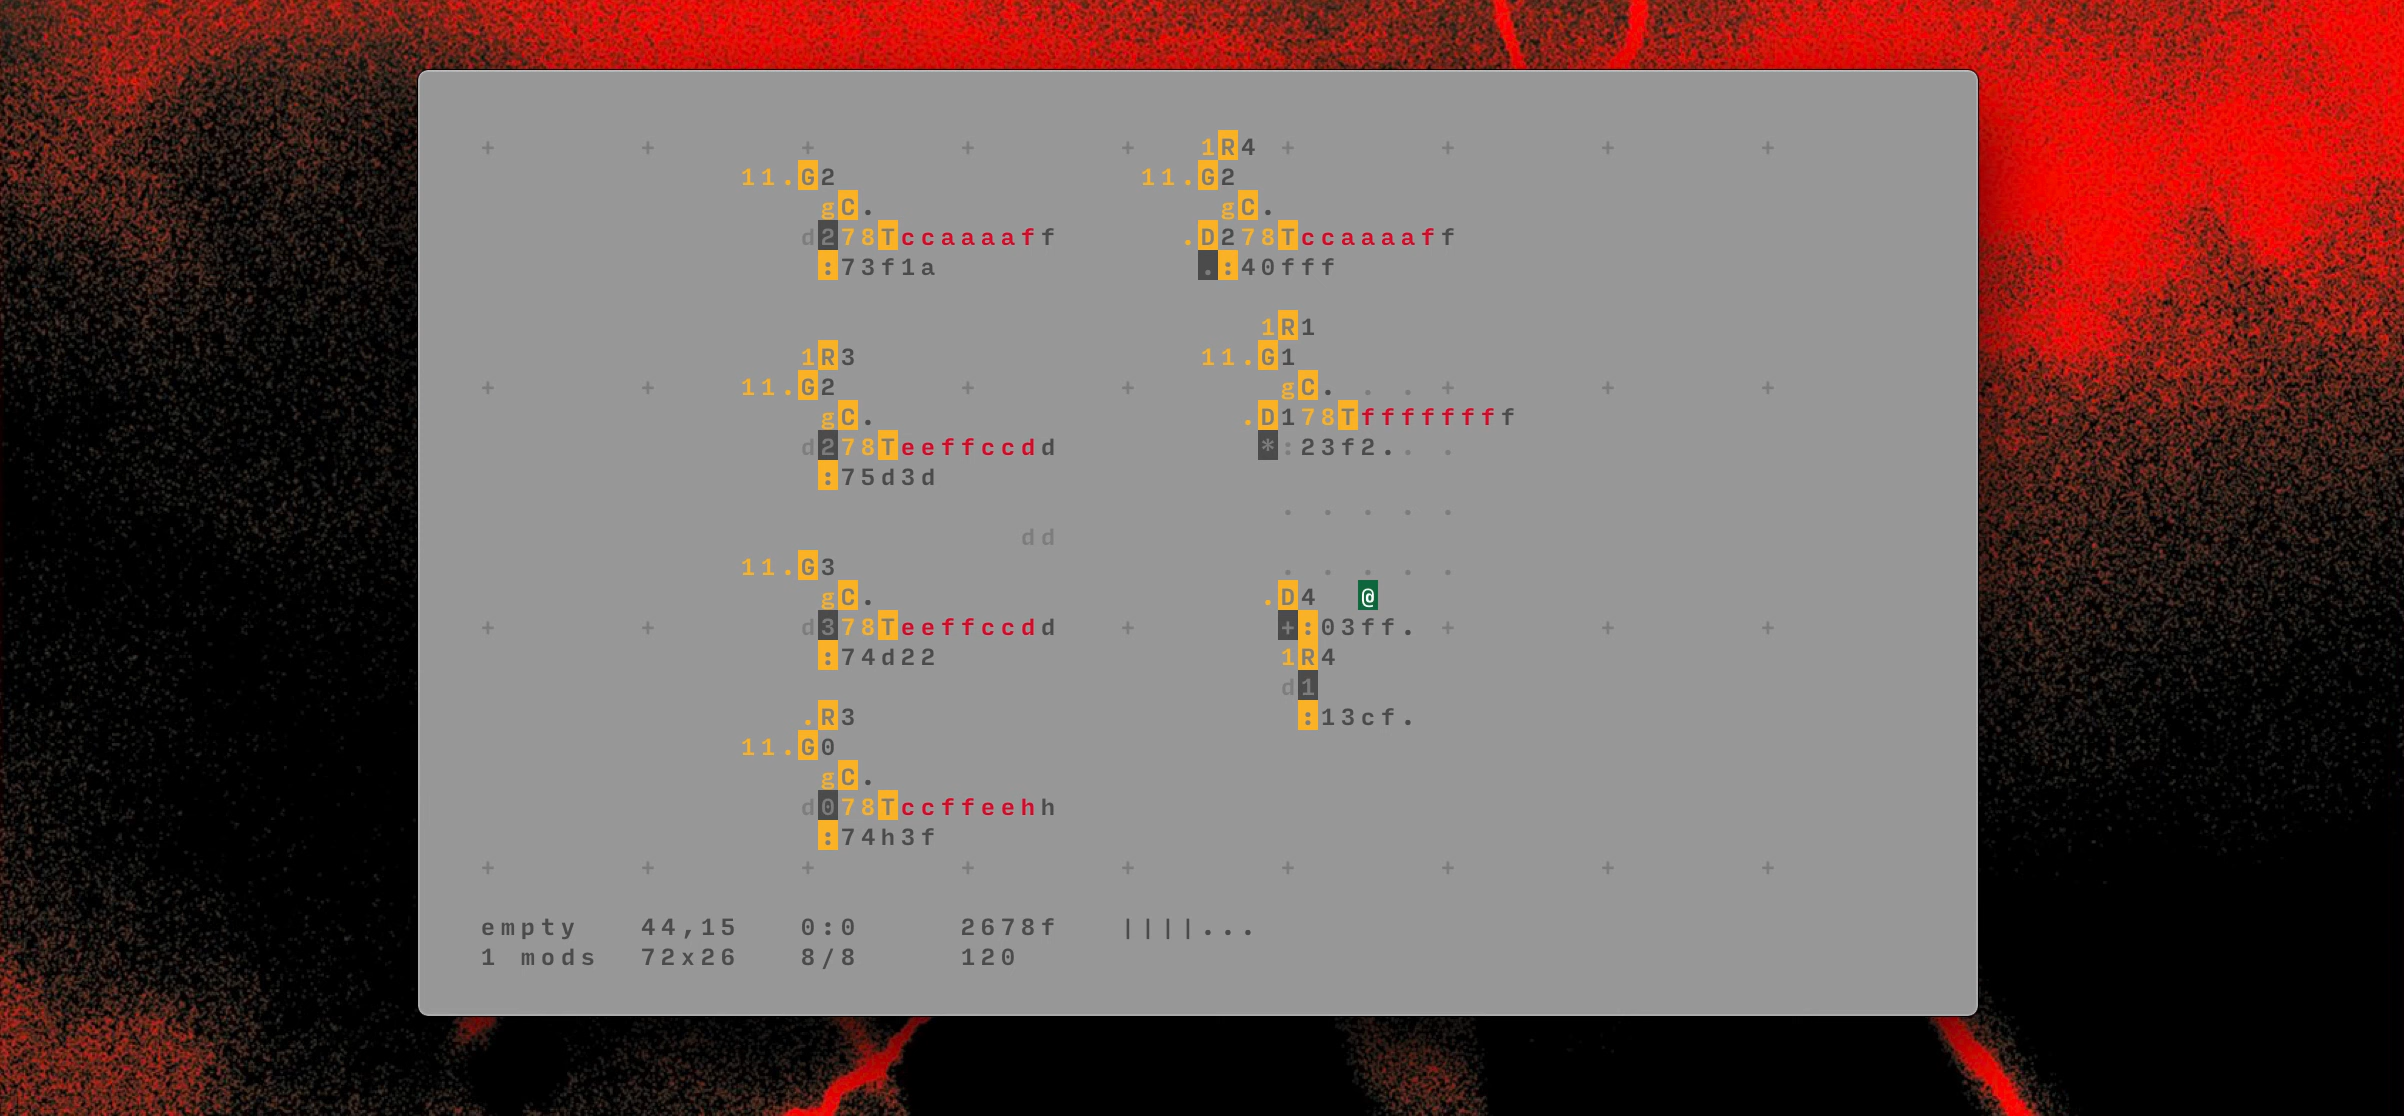 + + + + + 1R4 + + + +
11.G2 11.G2
gC. gC.
d278Tccaaaaff .D278Tccaaaaff
:73f1a .:40fff
1R1
1R3 11.G1
+ + 11.G2 + + gC. . . + + +
gC. .D178Tffffffff
d278Teeffccdd *:23f2. . .
:75d3d
. . . . .
dd
11.G3 . . . . .
gC. .D4 @
+ + d378Teeffccdd + +:03ff. + + +
:74d22 1R4
d1
.R3 :13cf.
11.G0
gC.
d078Tccffeehh
:74h3f
+ + + + + + + + +
empty 44,15 0:0 2678f ||||...
1 mods 72x26 8/8 120